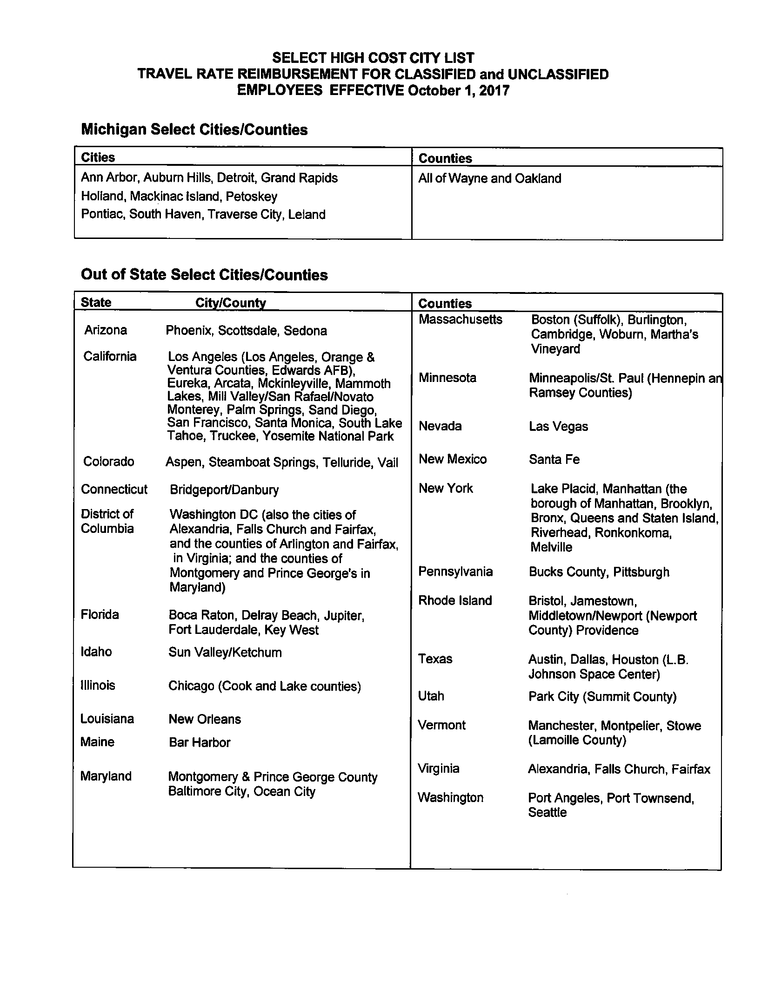 SELECT HIGH COST CITY LIST
TRAVEL RATE REIMBURSEMENT FOR CLASSIFIED and UNCLASSIFIED
EMPLOYEES EFFECTIVE October 1, 2017
Michigan Select Cities/Counties
Cities
Counties
Ann Arbor, Auburn Hills, Detroit, Grand Rapids
All of Wayne and Oakland
Holland, Mackinac Island, Petoskey
Pontiac, South Haven, Traverse City, Leland
Out of State Select Cities/Counties
State City/County
Arizona Phoenix, Scottsdale, Sedona
California Los Angeles (Los Angeles, Orange &
Ventura Counties, Edwards AFB),
Eureka, Arcata, Mckinleyville, Mammoth
Lakes, Mill Valley/San Rafael/Novato
Monterey, Palm Springs, Sand Diego,
San Francisco, Santa Monica, South Lake
Tahoe, Truckee, Yosemite National Park
Colorado Aspen, Steamboat Springs, Telluride, Vail
Connecticut Bridgeport/Danbury
District of Washington DC (also the cities of
Columbia Alexandria, Falls Church and Fairfax,
and the counties of Arlington and Fairfax,
in Virginia; and the counties of
Montgomery and Prince George's in
Maryland)
Florida Boca Raton, Delray Beach, Jupiter,
Fort Lauderdale, Key West
Idaho Sun Valley/Ketchum
Illinois Chicago (Cook and Lake counties)
Louisiana New Orleans
Maine Bar Harbor
Maryland Montgomery & Prince George County
Baltimore City, Ocean City
Counties
Massachusetts Boston (Suffolk), Burlington,
Cambridge, Woburn, Martha's
Vineyard
Minnesota Minneapolis/St. Paul (Hennepin an
Ramsey Counties)
Nevada Las Vegas
New Mexico Santa Fe
New York Lake Placid, Manhattan (the
borough of Manhattan, Brooklyn,
Bronx, Queens and Staten Island,
Riverhead, Ronkonkoma,
Melville
Pennsylvania Bucks County, Pittsburgh
Rhode Island Bristol, Jamestown,
Middletown/Newport (Newport
County) Providence
Texas Austin, Dallas, Houston (L.B.
Johnson Space Center)
Utah Park City (Summit County)
Vermont Manchester, Montpelier, Stowe
(Lamoille County)
Virginia Alexandria, Falls Church, Fairfax
Washington Port Angeles, Port Townsend,
Seattle